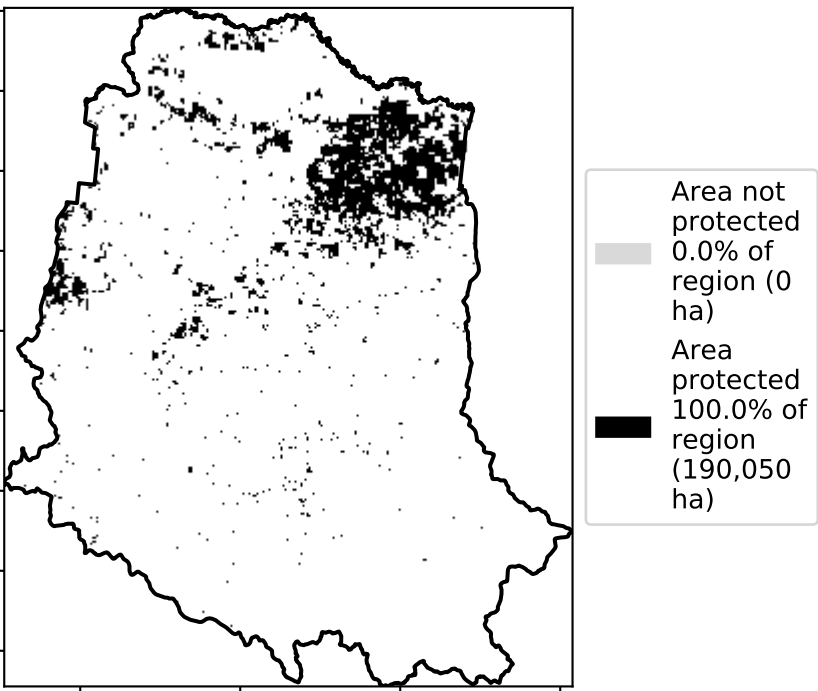 Area not
protected
0.0% of
region (0
ha)
Area
protected
100.0% of
region
(190,050
ha)